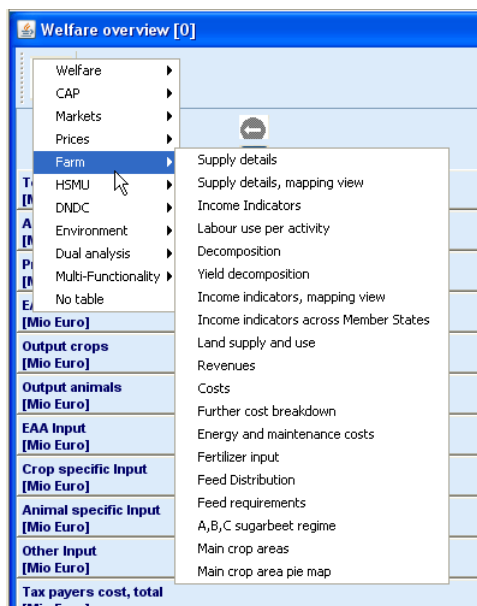 Welfare overview [0]
Welfare
CAP
Markets
Prices
Farm
HSMU
DNDC
Environment
Dual analysis
Multi-Functionality
No table
Supply details
Supply details, mapping view
Income Indicators
Labour use per activity
Decomposition
Yield decomposition
Income indicators, mapping view
Income indicators across Member States
Land supply and use
Revenues
Costs
Further cost breakdown
Energy and maintenance costs
Fertilizer input
Feed Distribution
Feed requirements
A,B,C sugarbeet regime
Main crop areas
Main crop area pie map
[Mio Euro]
Output crops
[Mio Euro]
Output animals
[Mio Euro]
EAA Input
[Mio Euro]
Crop specific Input
[Mio Euro]
Animal specific Input
[Mio Euro]
Other Input
[Mio Euro]
Tax payers cost, total